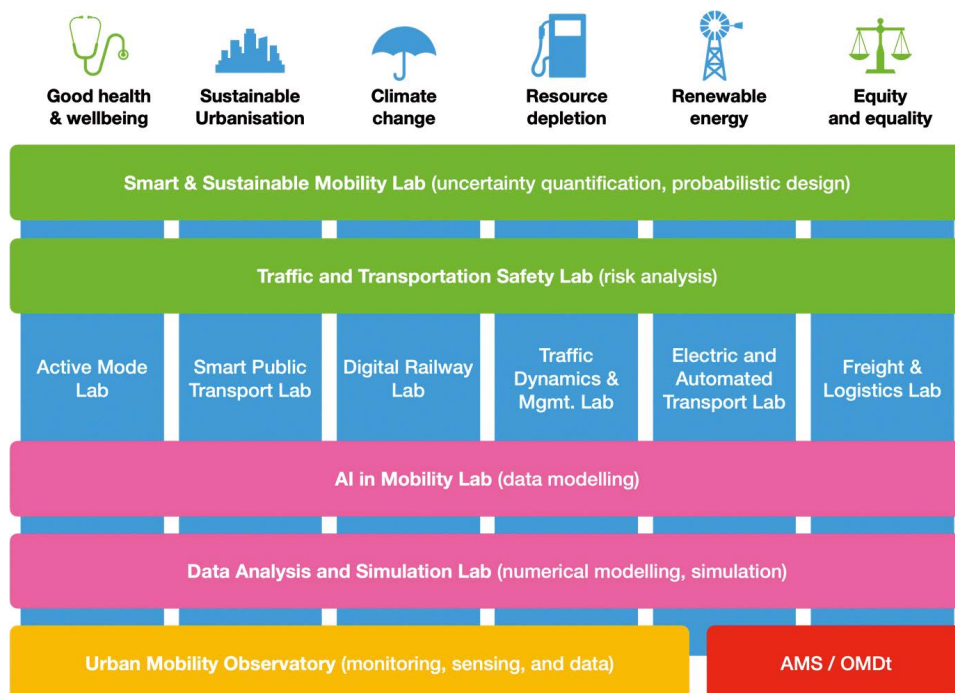 Good health
& wellbeing
Sustainable
Urbanisation
Climate
change
Resource
depletion
Renewable
energy
Equity
and equality
Smart & Sustainable Mobility Lab (uncertainty quantification, probabilistic design)
Traffic and Transportation Safety Lab (risk analysis)
Active Mode
Lab
Smart Public
Transport Lab
Digital Railway
Lab
Traffic
Dynamics &
Mgmt. Lab
Electric and
Automated
Transport Lab
Freight &
Logistics Lab
AI in Mobility Lab (data modelling)
Data Analysis and Simulation Lab (numerical modelling, simulation)
Urban Mobility Observatory (monitoring, sensing, and data)
AMS / OMDt